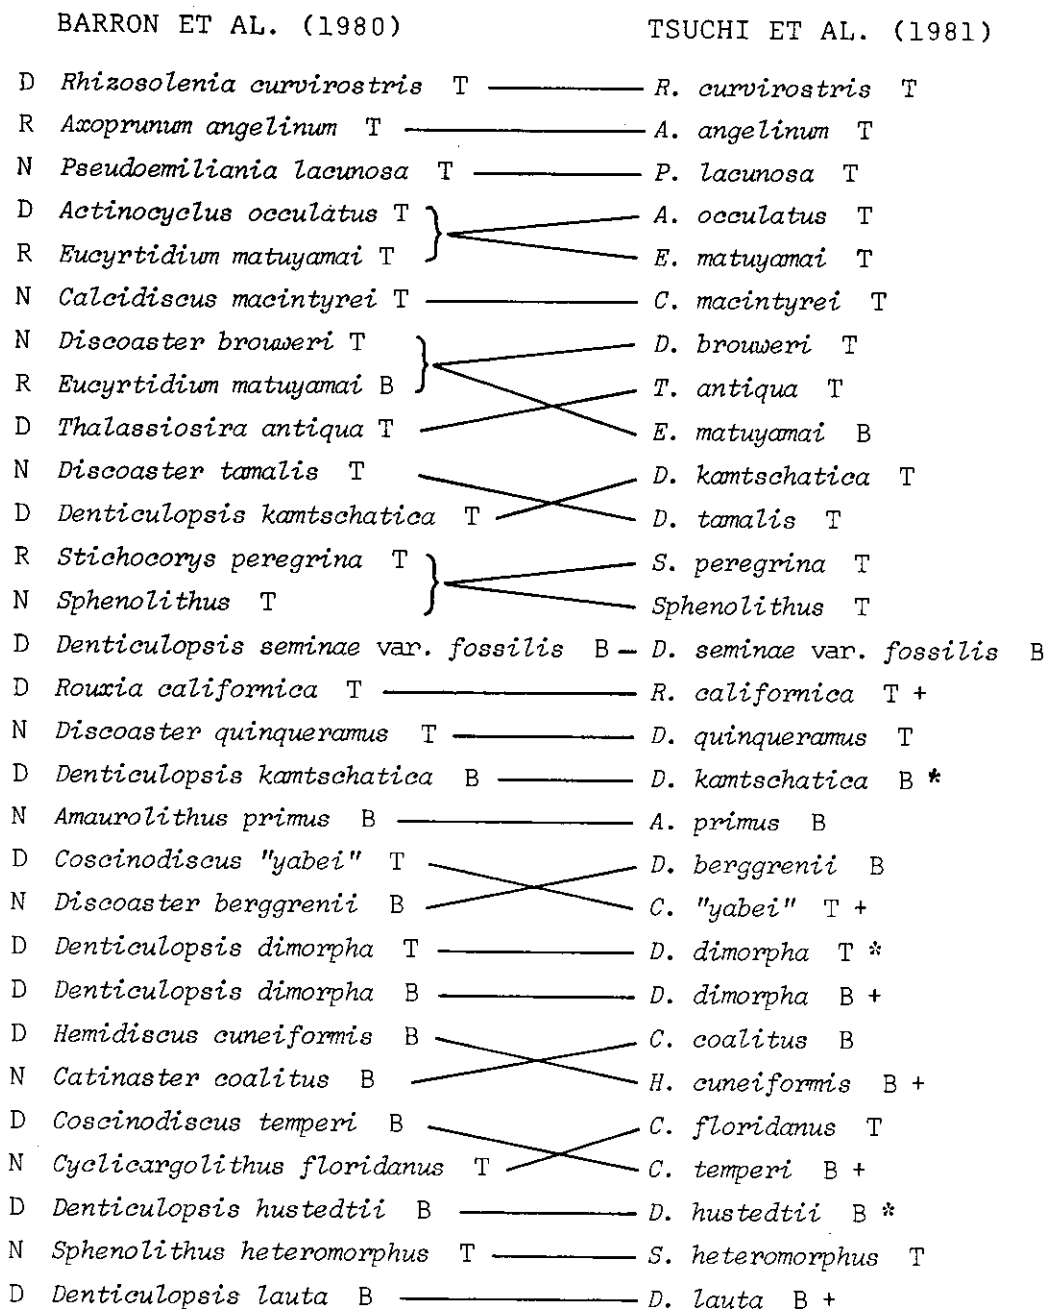 BARRON ET AL. (1980) TSUCHI ET AL. (1981)
D Rhizosolenia curvirostris T R. curvirostris T
R Axoprunum angelinum T A. angelinum T
N Pseudoemiliania lacunosa T P. lacunosa T
D Actinocyclus occulatus T A. occulatus T
R Eucyrtidium matuyamai T E. matuyamai T
N Calcidiscus macintyrei T C. macintyrei T
N Discoaster brouweri T D. brouweri T
R Eucyrtidium matuyamai B T. antiqua T
D Thalassiosira antiqua T E. matuyamai B
N Discoaster tamalis T D. kamtschatica T
D Denticulopsis kamtschatica T D. tamalis T
R Stichocorys peregrina T S. peregrina T
N Sphenolithus T Sphenolithus T
D Denticulopsis seminae var. fossilis B D. seminae var. fossilis B
D Rouxia californica T R. californica T +
N Discoaster quinqueramus T D. quinqueramus T
D Denticulopsis kamtschatica B D. kamtschatica B *
N Amaurolithus primus B A. primus B
D Coscinodiscus "yabei" T D. berggrenii B
N Discoaster berggrenii B C. "yabei" T +
D Denticulopsis dimorpha T D. dimorpha T *
D Denticulopsis dimorpha B D. dimorpha B +
D Hemidiscus cuneiformis B C. coalitus B
N Catinaster coalitus B H. cuneiformis B +
D Coscinodiscus temperi B C. floridanus T
N Cyclicargolithus floridanus T C. temperi B +
D Denticulopsis hustedtii B D. hustedtii B *
N Sphenolithus heteromorphus T S. heteromorphus T
D Denticulopsis lauta B D. lauta B +